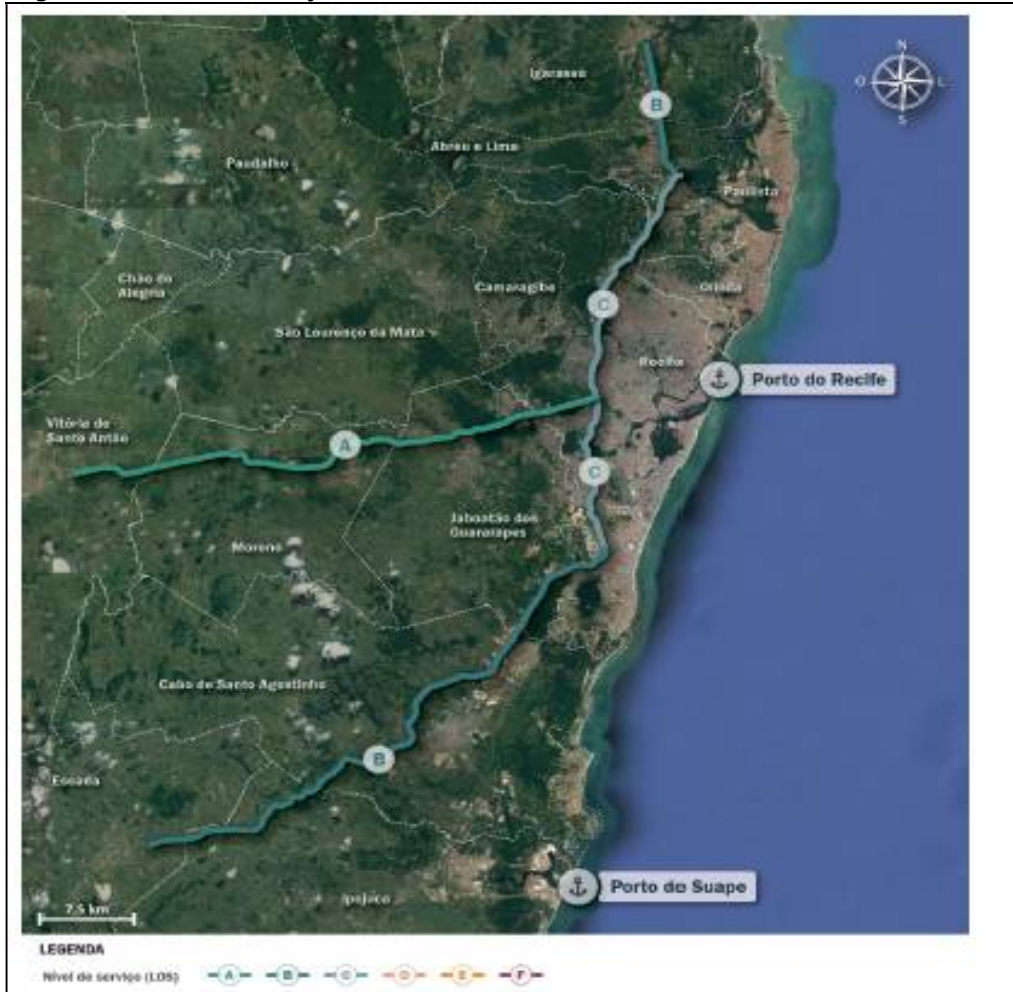 N
O
L
S
Igarassu
B
Abreu e Lima
Paudalho
Paulista
Chão de
Alegria
Camaragibe
Olinda
C
São Lourenço da Mata
Recife
Porto do Recife
Vitória de
Santo Antão
A
C
Jaboatão dos
Guararapes
Moreno
Cabo de Santo Agostinho
B
Escada
Ipojuca
Porto do Suape
7,5 km
LEGENDA
Nível de serviço (LOS) A B C D E F